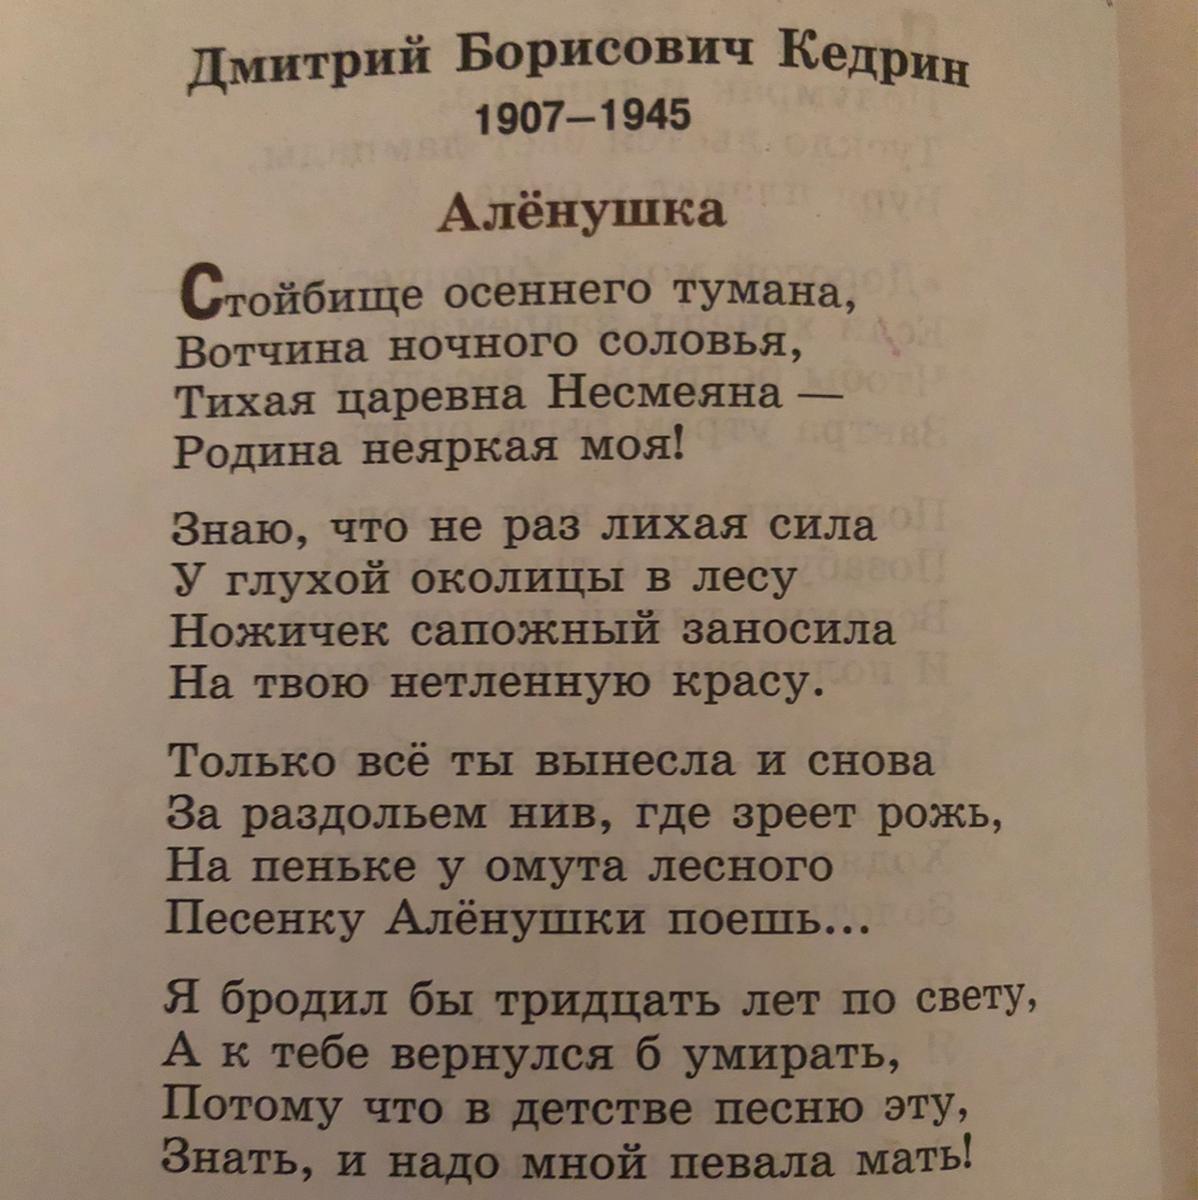 Дмитрий Борисович Кедрин
1907—1945
Алёнушка
Стойбище осеннего тумана,
Вотчина ночного соловья,
Тихая царевна Несмеяна —
Родина неяркая моя!
Знаю, что не раз лихая сила
У глухой околицы в лесу
Ножичек сапожный заносила
На твою нетленную красу.
Только всё ты вынесла и снова
За раздольем нив, где зреет рожь,
На пеньке у омута лесного
Песенку Алёнушки поешь...
Я бродил бы тридцать лет по свету,
А к тебе вернулся б умирать,
Потому что в детстве песню эту,
Знать, и надо мной певала мать!